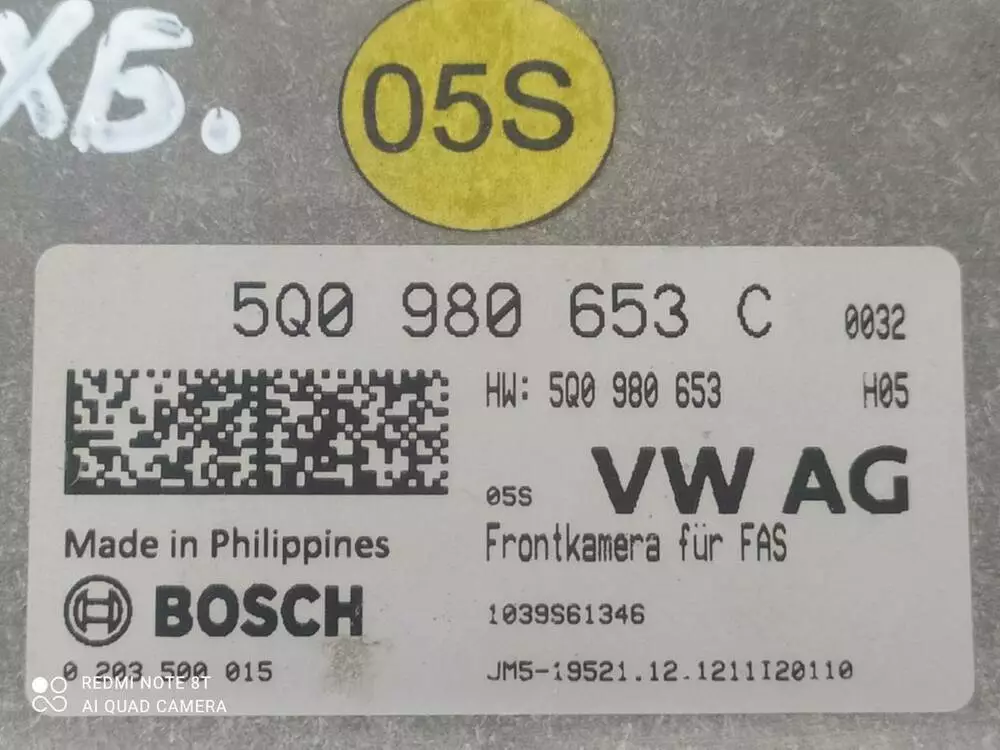 ХБ.
05S
5Q0 980 653 C 0032
HW: 5Q0 980 653 H05
VW AG
05S
Frontkamera für FAS
Made in Philippines
BOSCH
1039S61346
0 203 500 015
JM5-19521.12.1211I20110
REDMI NOTE 8T
AI QUAD CAMERA